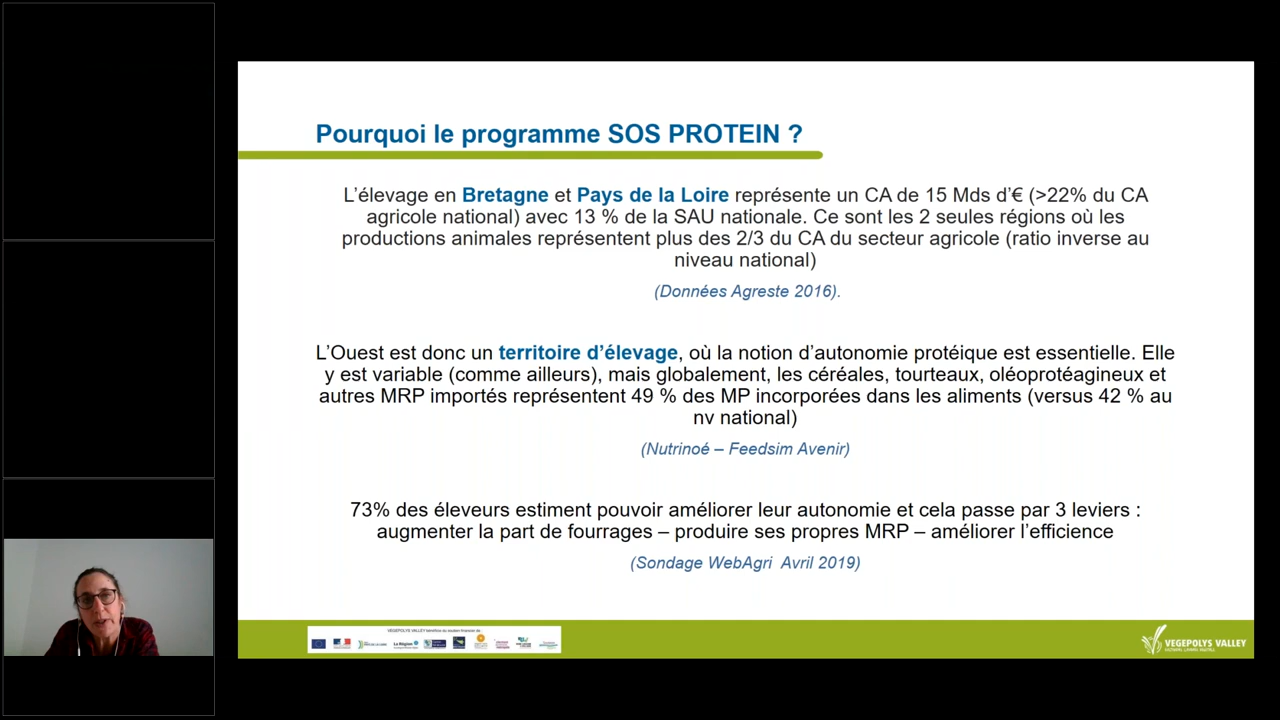 Pourquoi le programme SOS PROTEIN ?
L’élevage en Bretagne et Pays de la Loire représente un CA de 15 Mds d’€ (>22% du CA
agricole national) avec 13 % de la SAU nationale. Ce sont les 2 seules régions où les
productions animales représentent plus des 2/3 du CA du secteur agricole (ratio inverse au
niveau national)
(Données Agreste 2016).
L’Ouest est donc un territoire d’élevage, où la notion d’autonomie protéique est essentielle. Elle
y est variable (comme ailleurs), mais globalement, les céréales, tourteaux, oléoprotéagineux et
autres MRP importés représentent 49 % des MP incorporées dans les aliments (versus 42 % au
nv national)
(Nutrinoé – Feedsim Avenir)
73% des éleveurs estiment pouvoir améliorer leur autonomie et cela passe par 3 leviers :
augmenter la part de fourrages – produire ses propres MRP – améliorer l’efficience
(Sondage WebAgri Avril 2019)
VEGEPOLYS VALLEY bénéficie du soutien financier de
VEGEPOLYS VALLEY